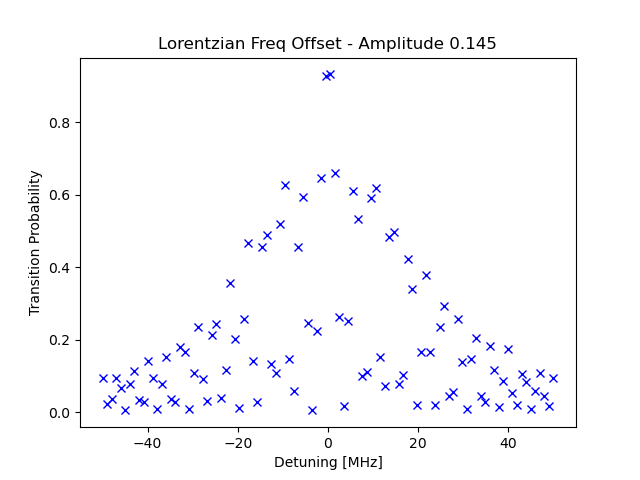 Lorentzian Freq Offset - Amplitude 0.145
Transition Probability
0.8
0.6
0.4
0.2
0.0
−40 −20 0 20 40
Detuning [MHz]